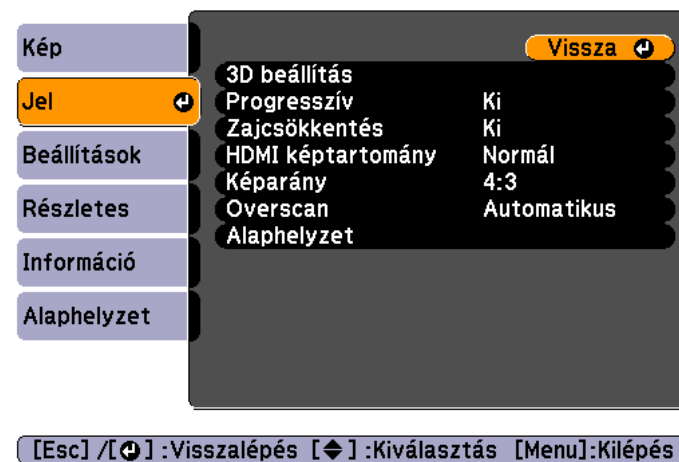 Kép
Jel
Beállítások
Részletes
Információ
Alaphelyzet
Vissza
3D beállítás
Progresszív Ki
Zajcsökkentés Ki
HDMI képtartomány Normál
Képarány 4:3
Overscan Automatikus
Alaphelyzet
[Esc] /[ ] :Visszalépés [ ] :Kiválasztás [Menu]:Kilépés